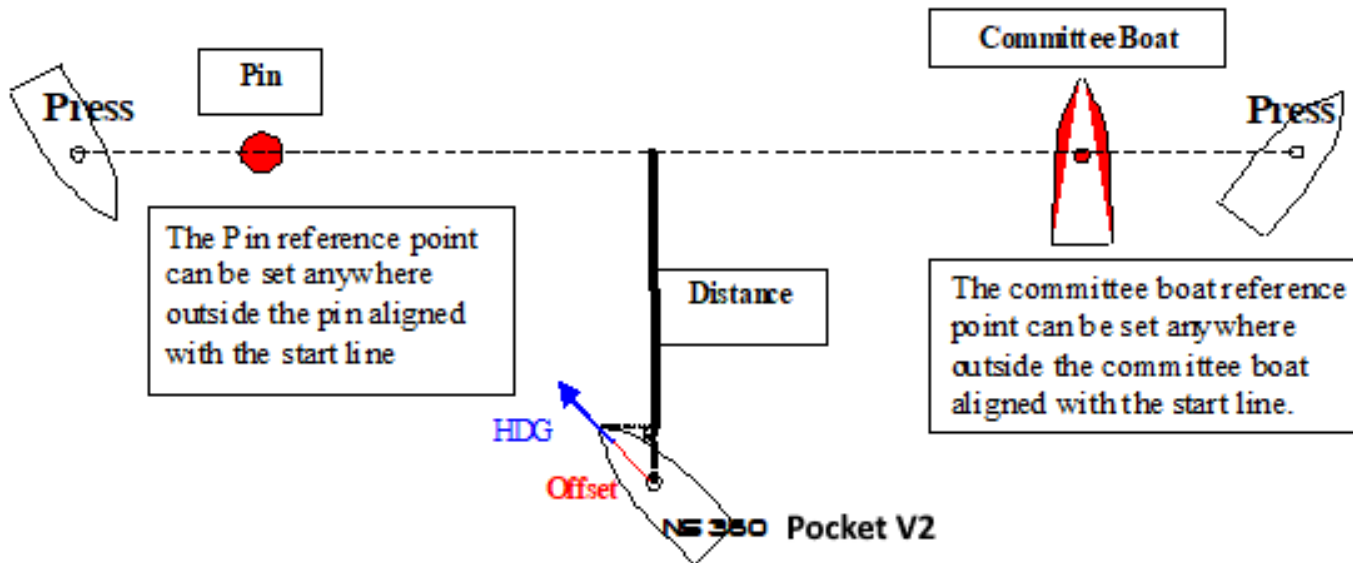 Committee Boat
Pin
Press
Press
The Pin reference point
can be set anywhere
outside the pin aligned
with the start line
Distance
The committee boat reference
point can be set anywhere
outside the committee boat
aligned with the start line.
HDG
Offset
NS 360 Pocket V2